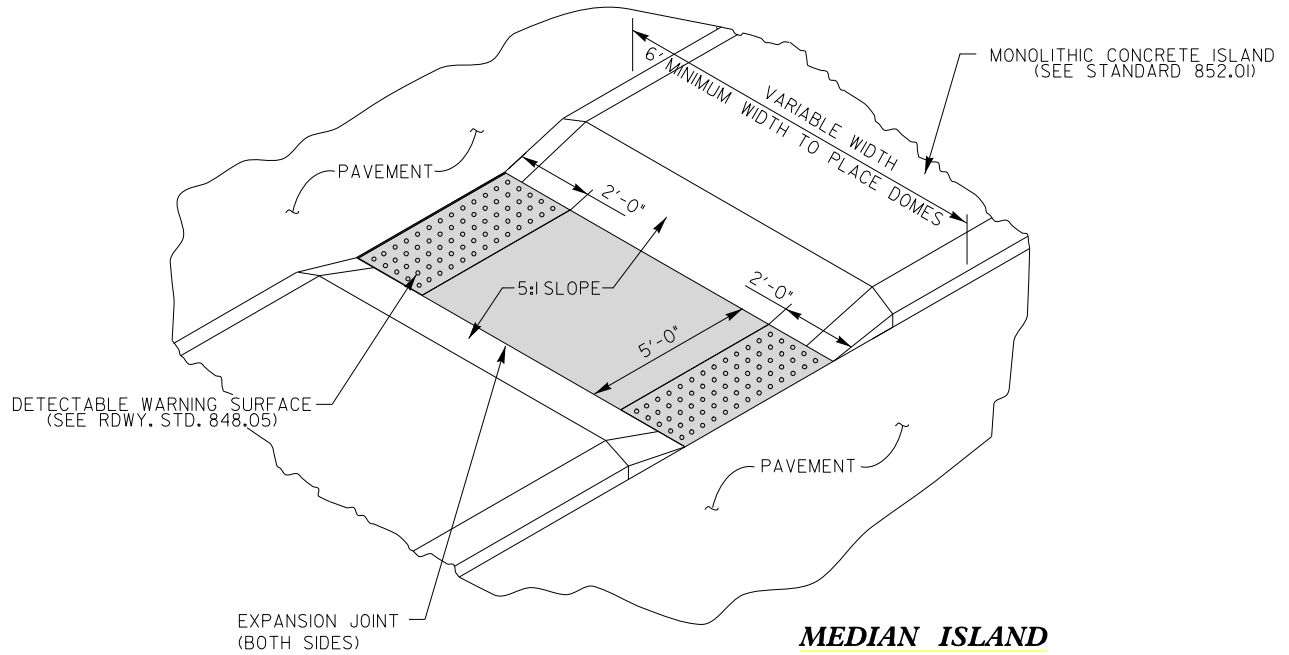 MONOLITHIC CONCRETE ISLAND
(SEE STANDARD 852.01)
VARIABLE WIDTH
6' MINIMUM WIDTH TO PLACE DOMES
PAVEMENT
2'-0"
5:1 SLOPE
2'-0"
5'-0"
DETECTABLE WARNING SURFACE
(SEE RDWY. STD. 848.05)
PAVEMENT
EXPANSION JOINT
(BOTH SIDES)
MEDIAN ISLAND